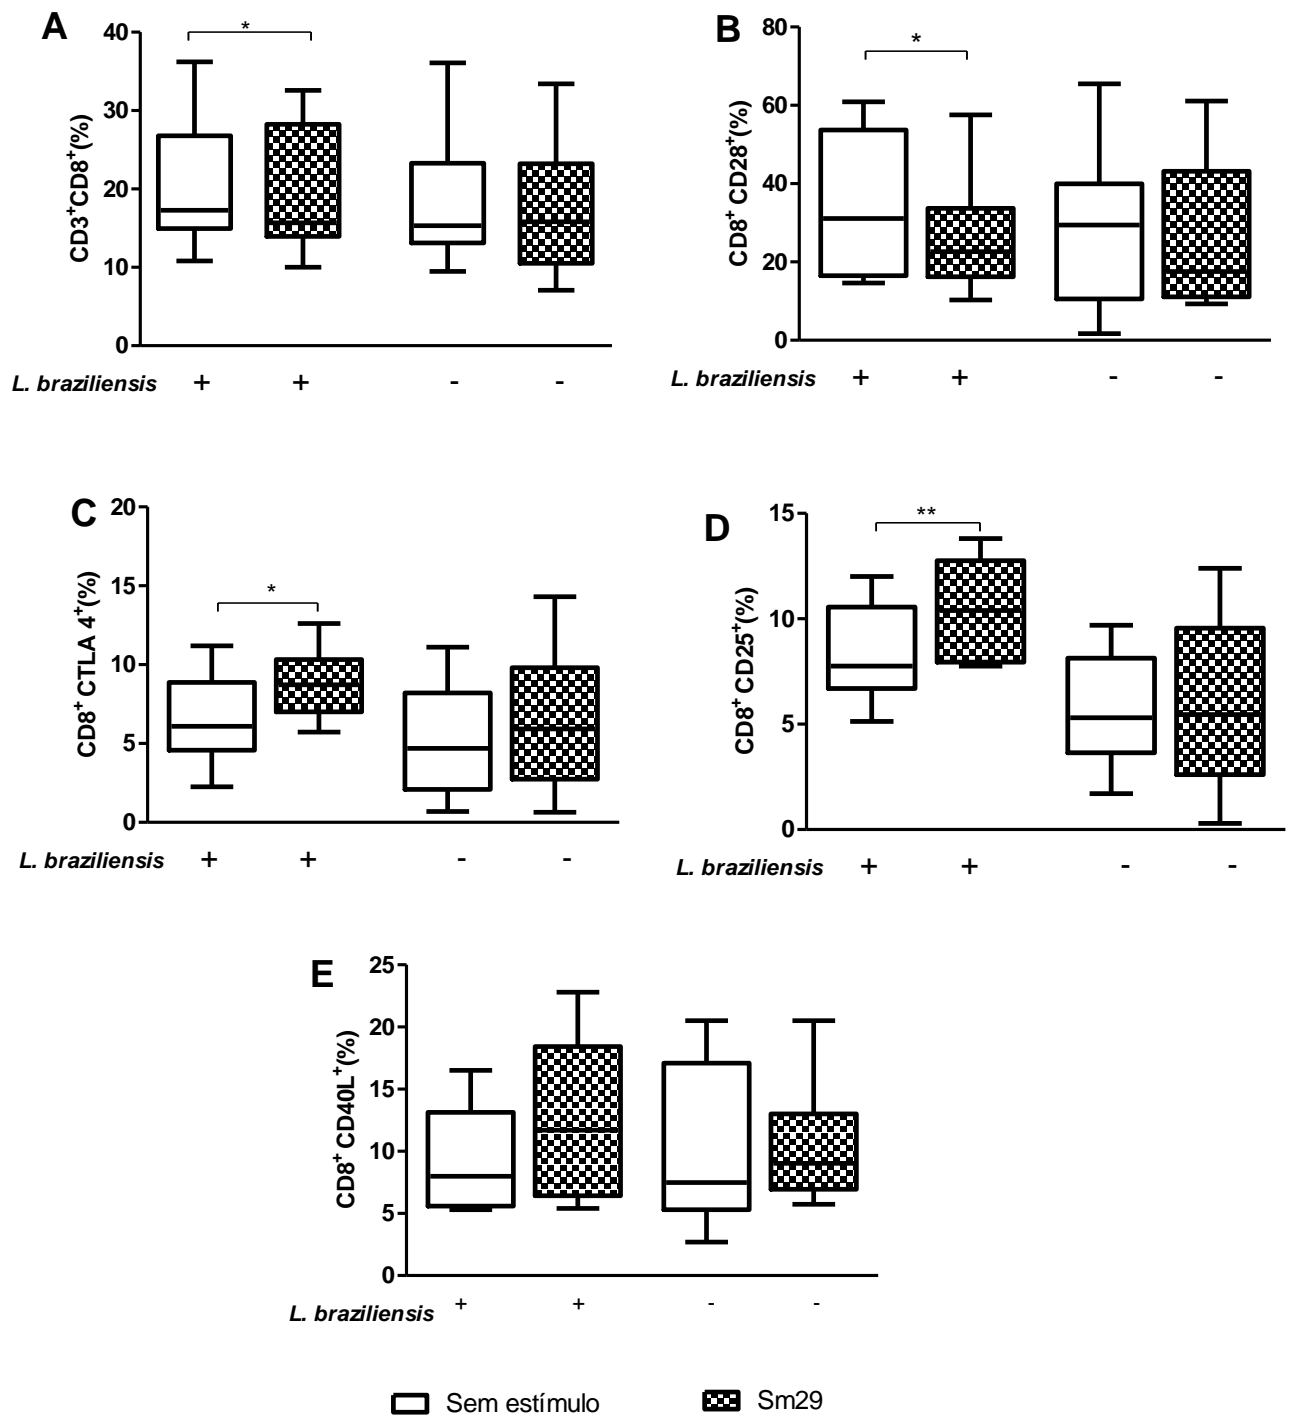 A
*
40
30
20
10
0
CD3+CD8+(%)
L. braziliensis + + - -
B
*
80
60
40
20
0
CD8+ CD28+(%)
L. braziliensis + + - -
C
*
20
15
10
5
0
CD8+ CTLA 4+(%)
L. braziliensis + + - -
D
**
15
10
5
0
CD8+ CD25+(%)
L. braziliensis + + - -
E
25
20
15
10
5
0
CD8+ CD40L+(%)
L. braziliensis + + - -
Sem estímulo Sm29